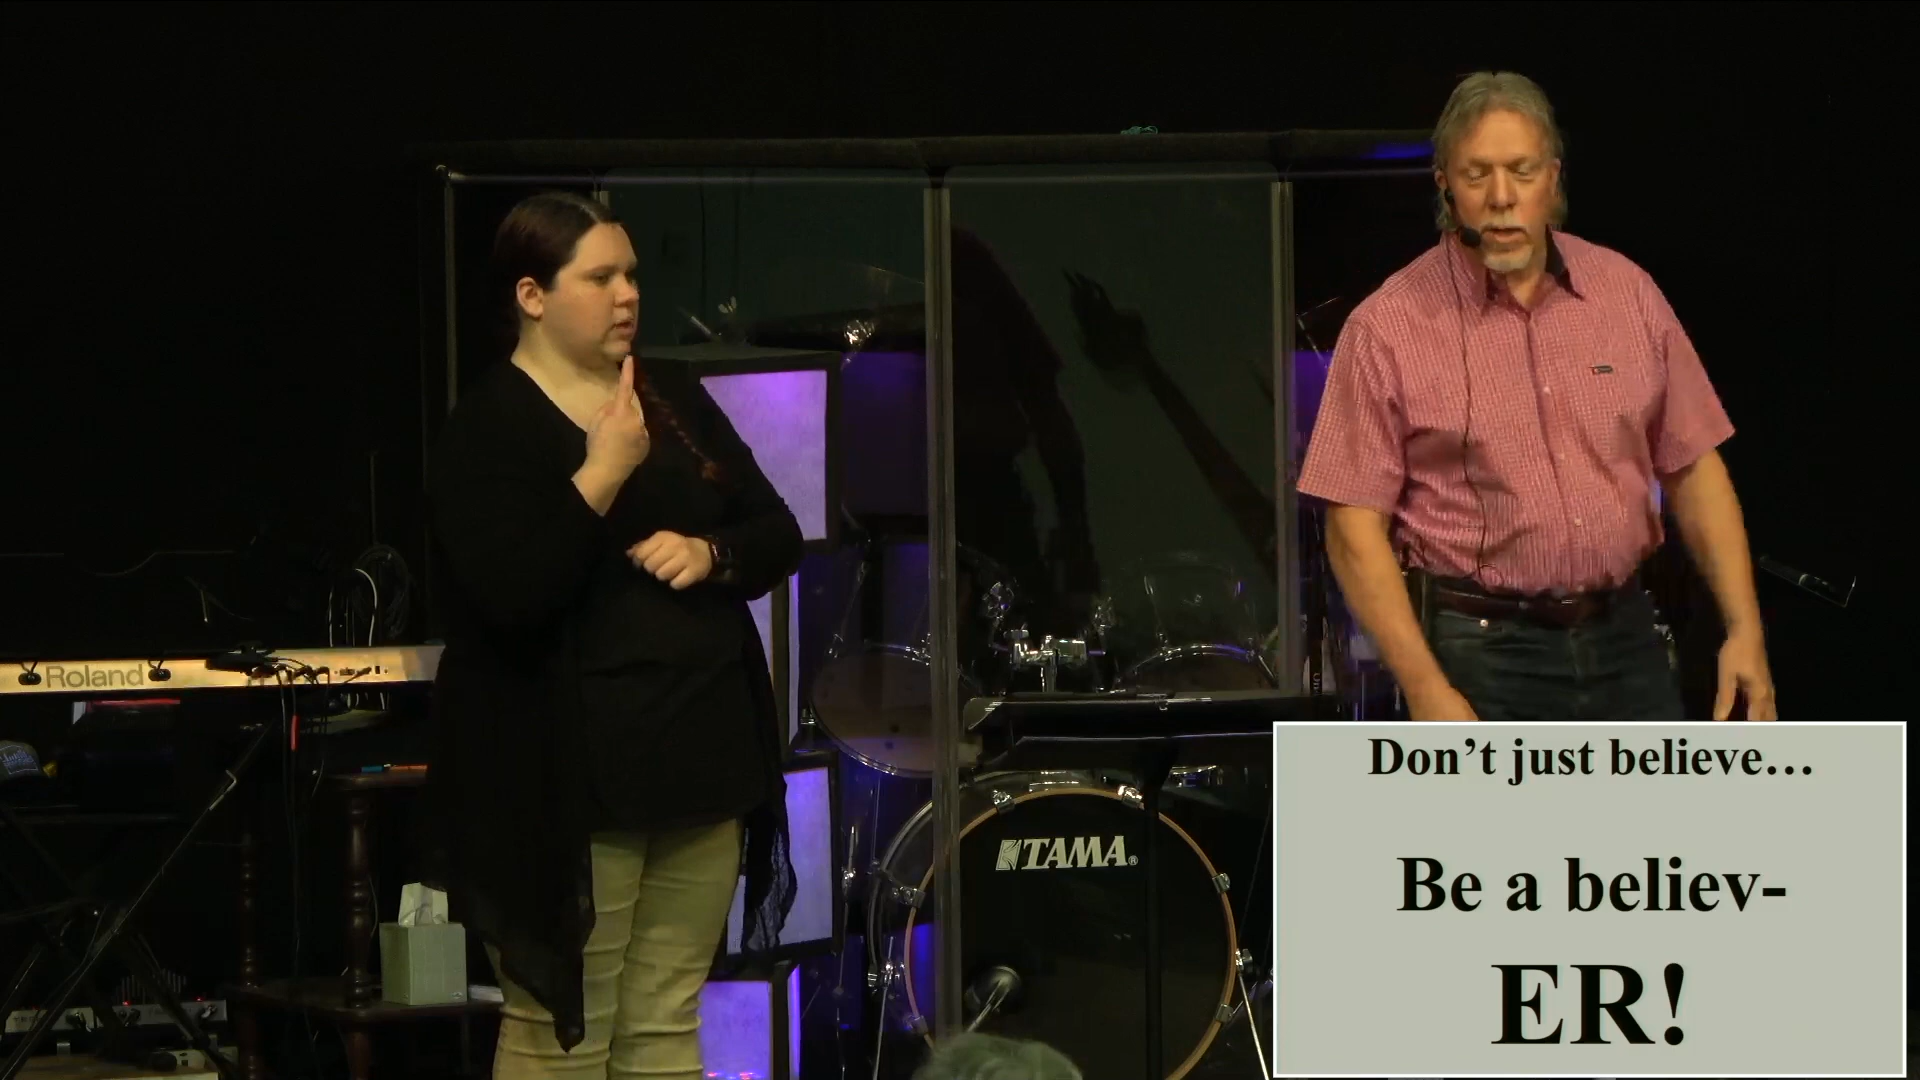 Roland
TAMA®
Don’t just believe…
Be a believ-
ER!